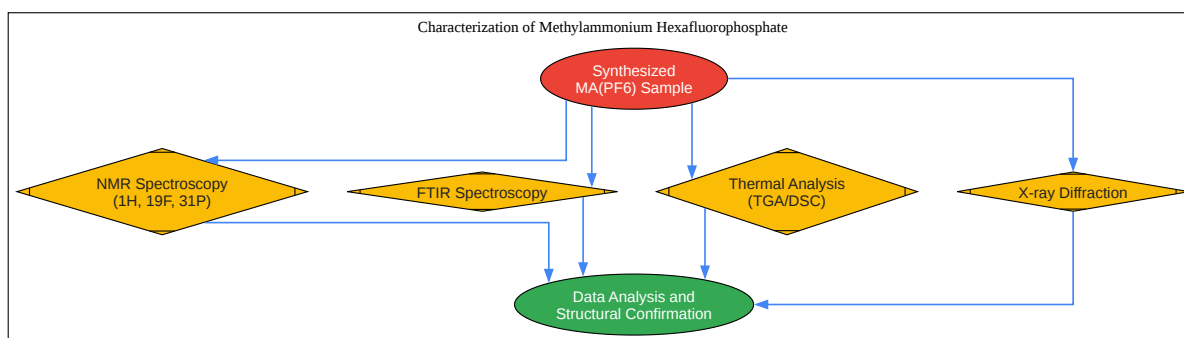 Characterization of Methylammonium Hexafluorophosphate
Synthesized
MA(PF6) Sample
NMR Spectroscopy
(1H, 19F, 31P)
FTIR Spectroscopy
Thermal Analysis
(TGA/DSC)
X-ray Diffraction
Data Analysis and
Structural Confirmation